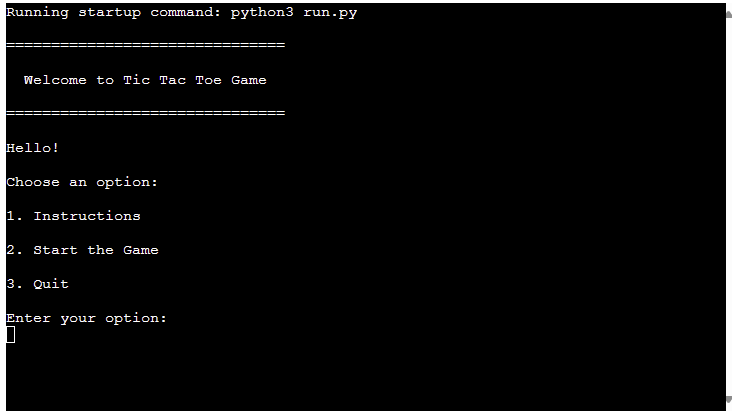 Running startup command: python3 run.py
===============================
Welcome to Tic Tac Toe Game
===============================
Hello!
Choose an option:
1. Instructions
2. Start the Game
3. Quit
Enter your option: